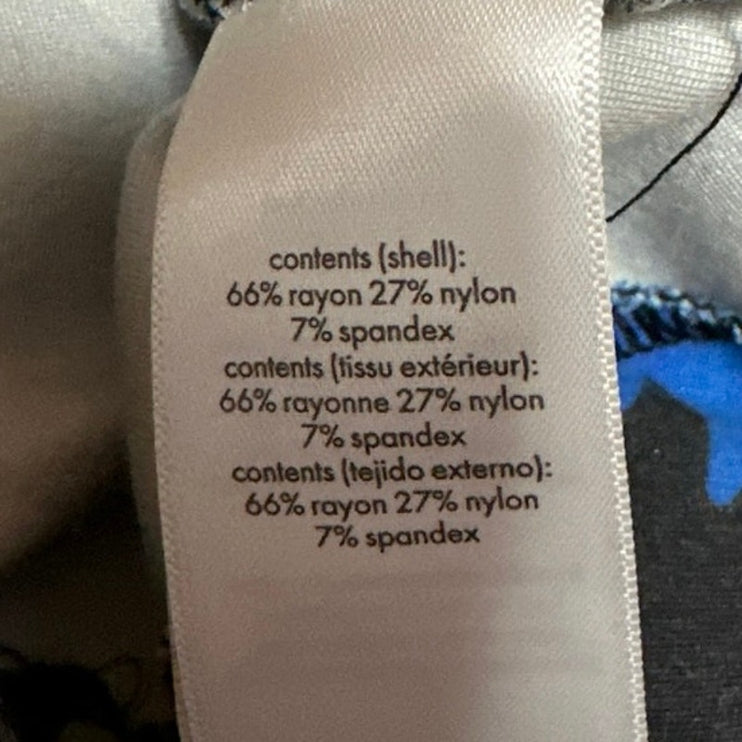 contents (shell):
66% rayon 27% nylon
7% spandex
contents (tissu extérieur):
66% rayonne 27% nylon
7% spandex
contents (tejido externo):
66% rayon 27% nylon
7% spandex